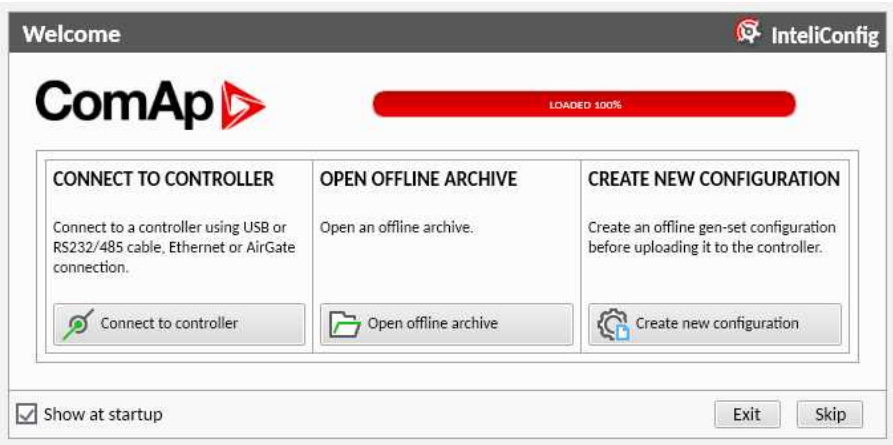 Welcome
InteliConfig
ComAp
LOADED 100%
CONNECT TO CONTROLLER
Connect to a controller using USB or
RS232/485 cable, Ethernet or AirGate
connection.
Connect to controller
OPEN OFFLINE ARCHIVE
Open an offline archive.
Open offline archive
CREATE NEW CONFIGURATION
Create an offline gen-set configuration
before uploading it to the controller.
Create new configuration
Show at startup
Exit
Skip